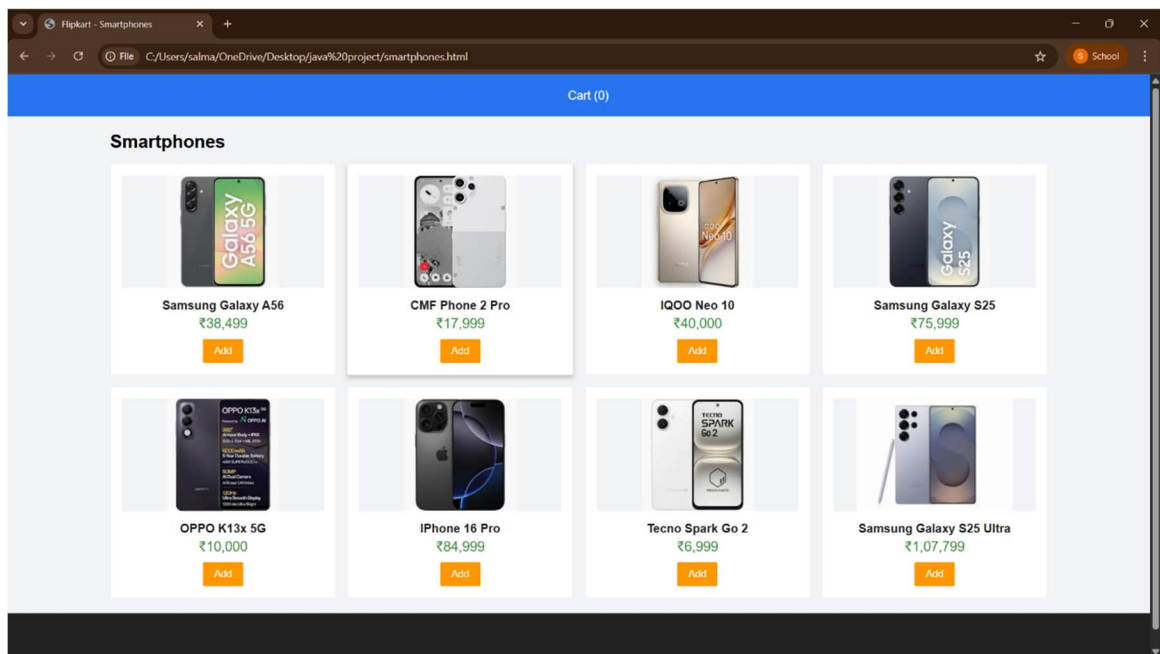 Flipkart - Smartphones
File C:/Users/salma/OneDrive/Desktop/java%20project/smartphones.html
S School
Cart (0)
Smartphones
Galaxy A56 5G
iQOO Neo 10
Galaxy S25
Samsung Galaxy A56
₹38,499
Add
CMF Phone 2 Pro
₹17,999
Add
IQOO Neo 10
₹40,000
Add
Samsung Galaxy S25
₹75,999
Add
OPPO K13x 5G
OPPO AI
TECNO
SPARK
Go 2
OPPO K13x 5G
₹10,000
Add
IPhone 16 Pro
₹84,999
Add
Tecno Spark Go 2
₹6,999
Add
Samsung Galaxy S25 Ultra
₹1,07,799
Add